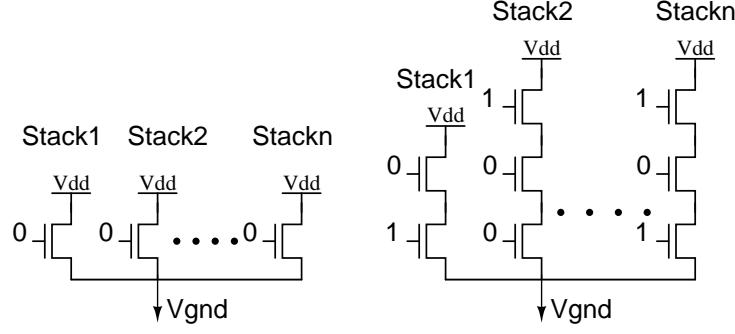 Stack2 Stackn
Vdd Vdd
Stack1
1 1
Vdd
Stack1 Stack2 Stackn
0 0 0
Vdd Vdd Vdd
0 0 0 1 0 1
Vgnd Vgnd